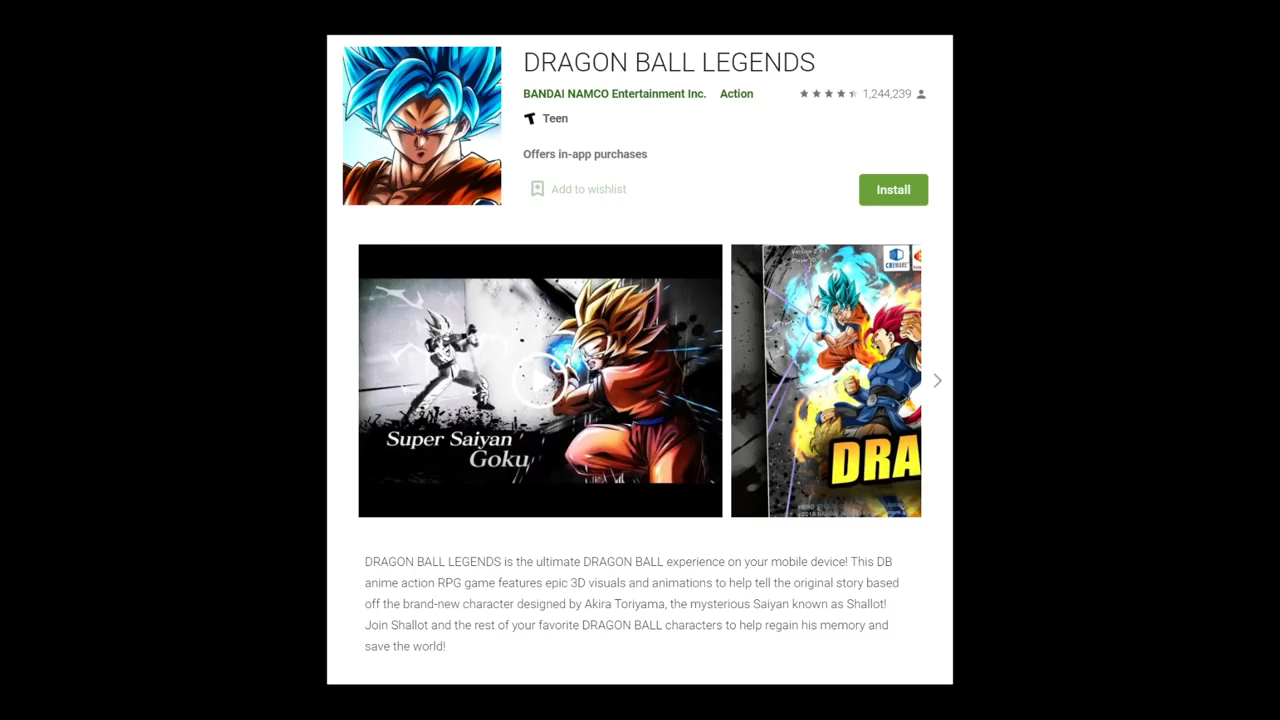 DRAGON BALL LEGENDS
BANDAI NAMCO Entertainment Inc. Action 1,244,239
Teen
Offers in-app purchases
Add to wishlist
Install
CRIWARE
Super Saiyan
Goku
DRA
DRAGON BALL LEGENDS is the ultimate DRAGON BALL experience on your mobile device! This DB
anime action RPG game features epic 3D visuals and animations to help tell the original story based
off the brand-new character designed by Akira Toriyama, the mysterious Saiyan known as Shallot!
Join Shallot and the rest of your favorite DRAGON BALL characters to help regain his memory and
save the world!